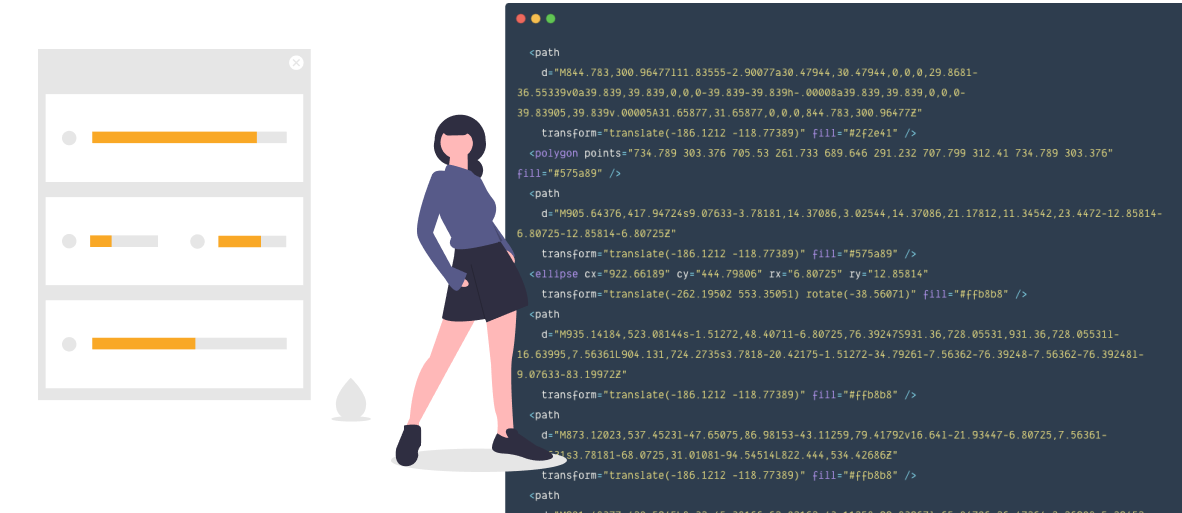 <path
d="M844.783,300.96477l11.83555-2.90077a30.47944,30.47944,0,0,0,29.8681-
36.55339v0a39.839,39.839,0,0,0-39.839-39.839h-.00008a39.839,39.839,0,0,0-
39.83905,39.839v.00005A31.65877,31.65877,0,0,0,844.783,300.96477Z"
transform="translate(-186.1212 -118.77389)" fill="#2f2e41" />
<polygon points="734.789 303.376 705.53 261.733 689.646 291.232 707.799 312.41 734.789 303.376"
fill="#575a89" />
<path
d="M905.64376,417.94724s9.07633-3.78181,14.37086,3.02544,14.37086,21.17812,11.34542,23.4472-12.85814-
6.80725-12.85814-6.80725Z"
transform="translate(-186.1212 -118.77389)" fill="#575a89" />
<ellipse cx="922.66189" cy="444.79806" rx="6.80725" ry="12.85814"
transform="translate(-262.19502 553.35051) rotate(-38.56071)" fill="#ffb8b8" />
<path
d="M935.14184,523.08144s-1.51272,48.40711-6.80725,76.39247S931.36,728.05531,931.36,728.05531l-
16.63995,7.56361L904.131,724.2735s3.7818-20.42175-1.51272-34.79261-7.56362-76.39248-7.56362-76.39248l-
9.07633-83.19972Z"
transform="translate(-186.1212 -118.77389)" fill="#ffb8b8" />
<path
d="M873.12023,537.45231-47.65075,86.98153-43.11259,79.41792v16.64l-21.93447-6.80725,7.56361-
s3.78181-68.0725,31.01081-94.54514L822.444,534.42686Z"
transform="translate(-186.1212 -118.77389)" fill="#ffb8b8" />
<path